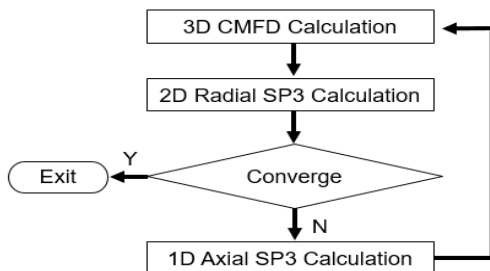 3D CMFD Calculation
2D Radial SP3 Calculation
Y
Exit
Converge
N
1D Axial SP3 Calculation